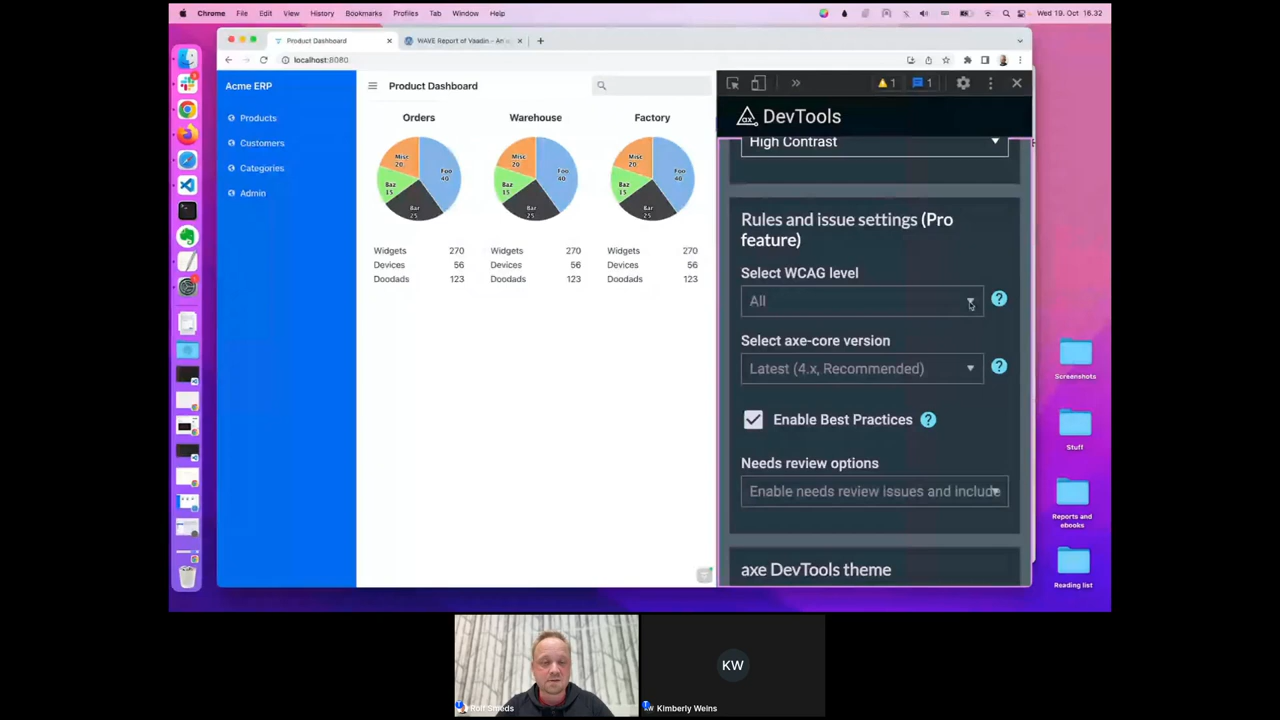 Chrome File Edit View History Bookmarks Profiles Tab Window Help
Wed 19. Oct 16.32
Product Dashboard
WAVE Report of Vaadin – An
localhost:8080
Acme ERP
Products
Customers
Categories
Admin
Product Dashboard
Orders
Misc 20
Foo 40
Baz 15
Bar 25
Widgets 270
Devices 56
Doodads 123
Warehouse
Misc 20
Foo 40
Baz 15
Bar 25
Widgets 270
Devices 56
Doodads 123
Factory
Misc 20
Foo 40
Baz 15
Bar 25
Widgets 270
Devices 56
Doodads 123
1
1
ax DevTools
High Contrast
Rules and issue settings (Pro
feature)
Select WCAG level
All
?
Select axe-core version
Latest (4.x, Recommended)
?
Enable Best Practices ?
Needs review options
Enable needs review issues and include
axe DevTools theme
Screenshots
Stuff
Reports and
ebooks
Reading list
Rolf Smeds
KW
Kimberly Weins